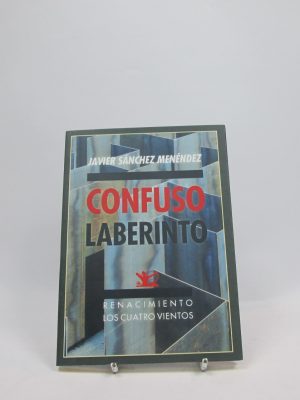 JAVIER SÁNCHEZ MENÉNDEZ
CONFUSO
LABERINTO
RENACIMIENTO
LOS CUATRO VIENTOS